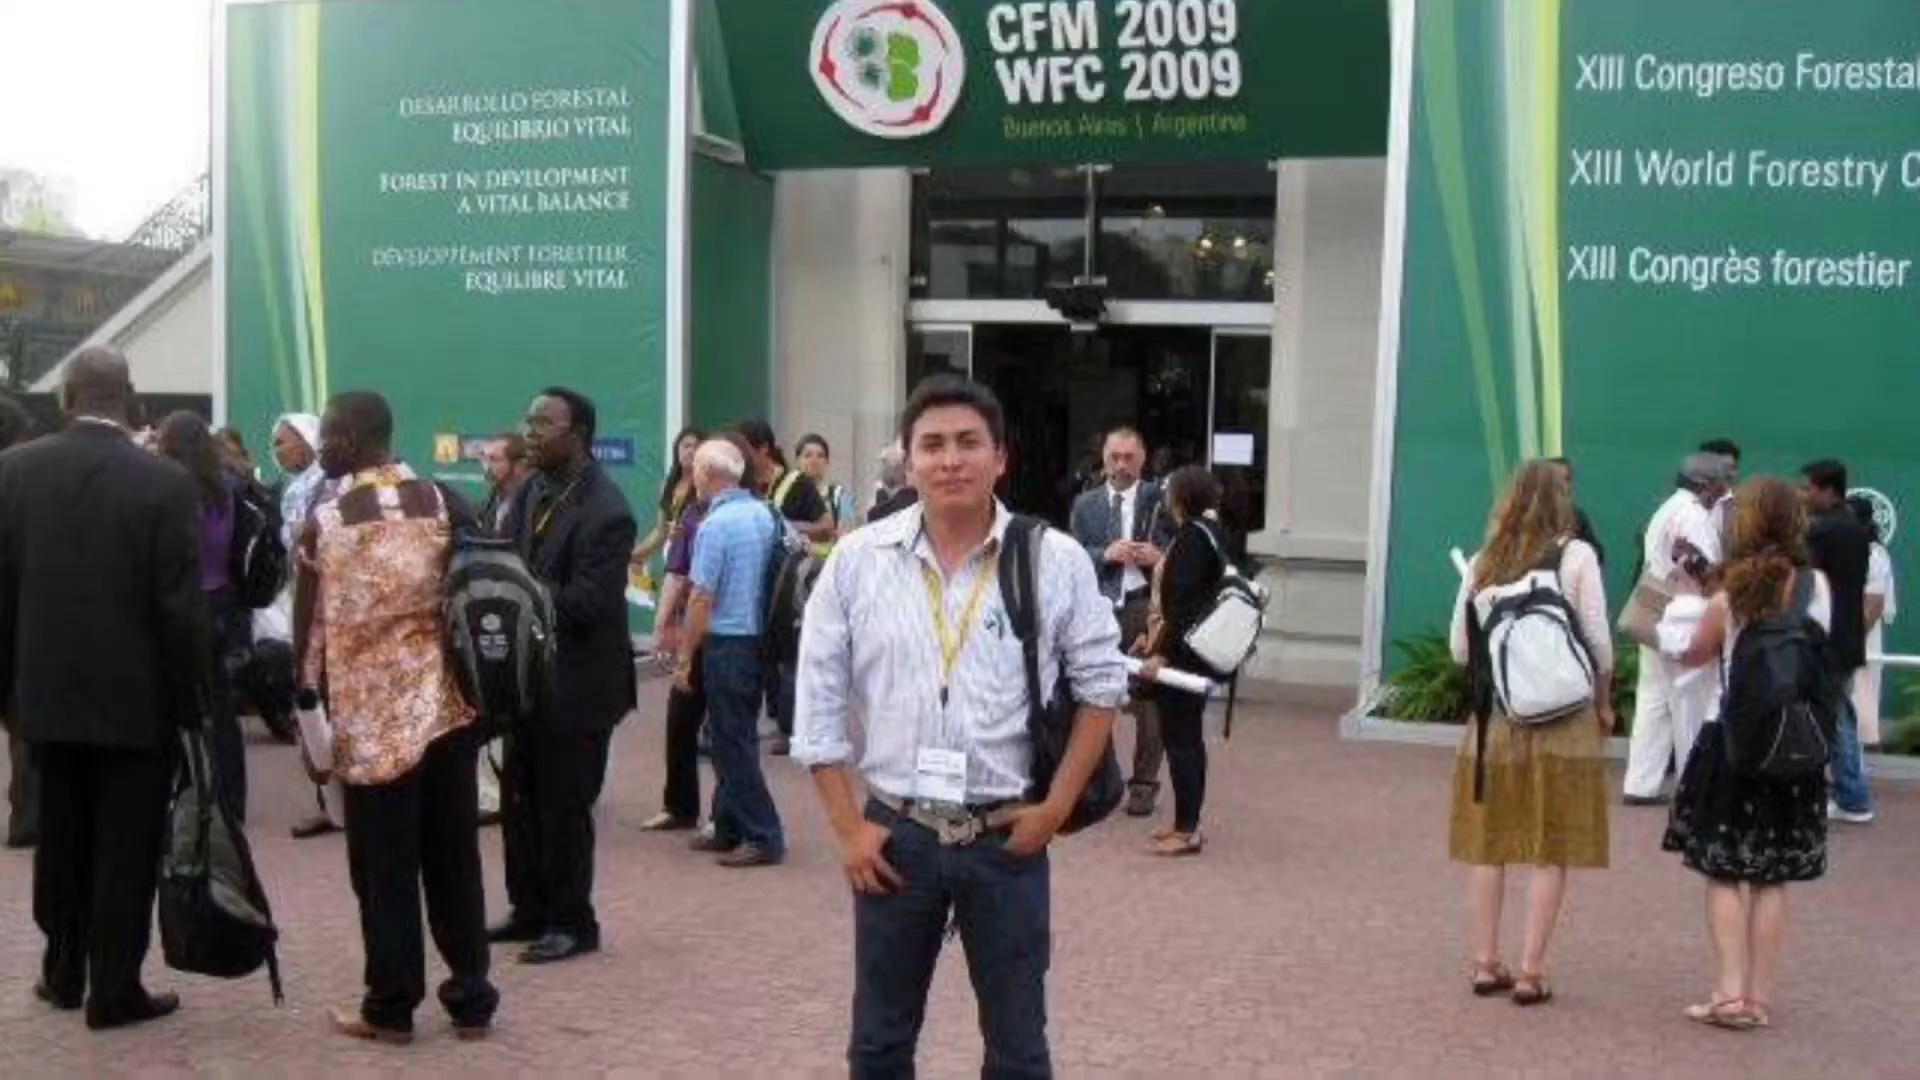 DESARROLLO FORESTAL
EQUILIBRIO VITAL
FOREST IN DEVELOPMENT
A VITAL BALANCE
DÉVELOPPEMENT FORESTIER
EQUILIBRE VITAL
CFM 2009
WFC 2009
Buenos Aires | Argentina
XIII Congreso Foresta
XIII World Forestry C
XIII Congrès forestier